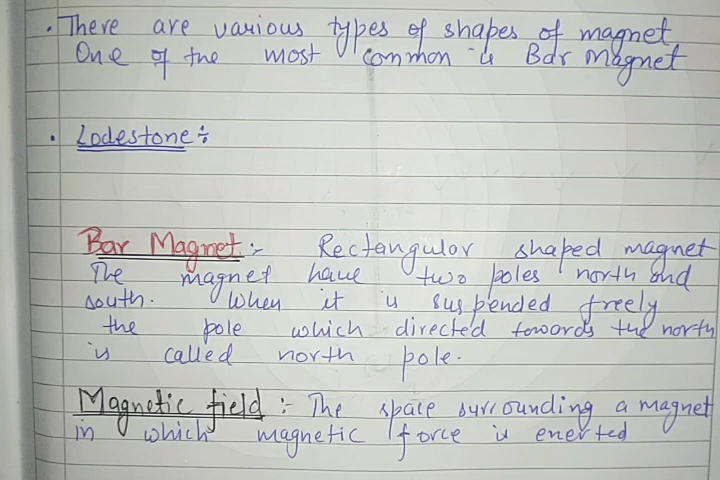 • There are various types of shapes of magnet
One of the most common is Bar Magnet
• Lodestone ÷
Bar Magnet :- Rectangular shaped magnet
The magnet have two poles north and
south. When it is suspended freely
the pole which directed towards the north
is called north pole.
Magnetic field : The space surrounding a magnet
in which magnetic force is exerted